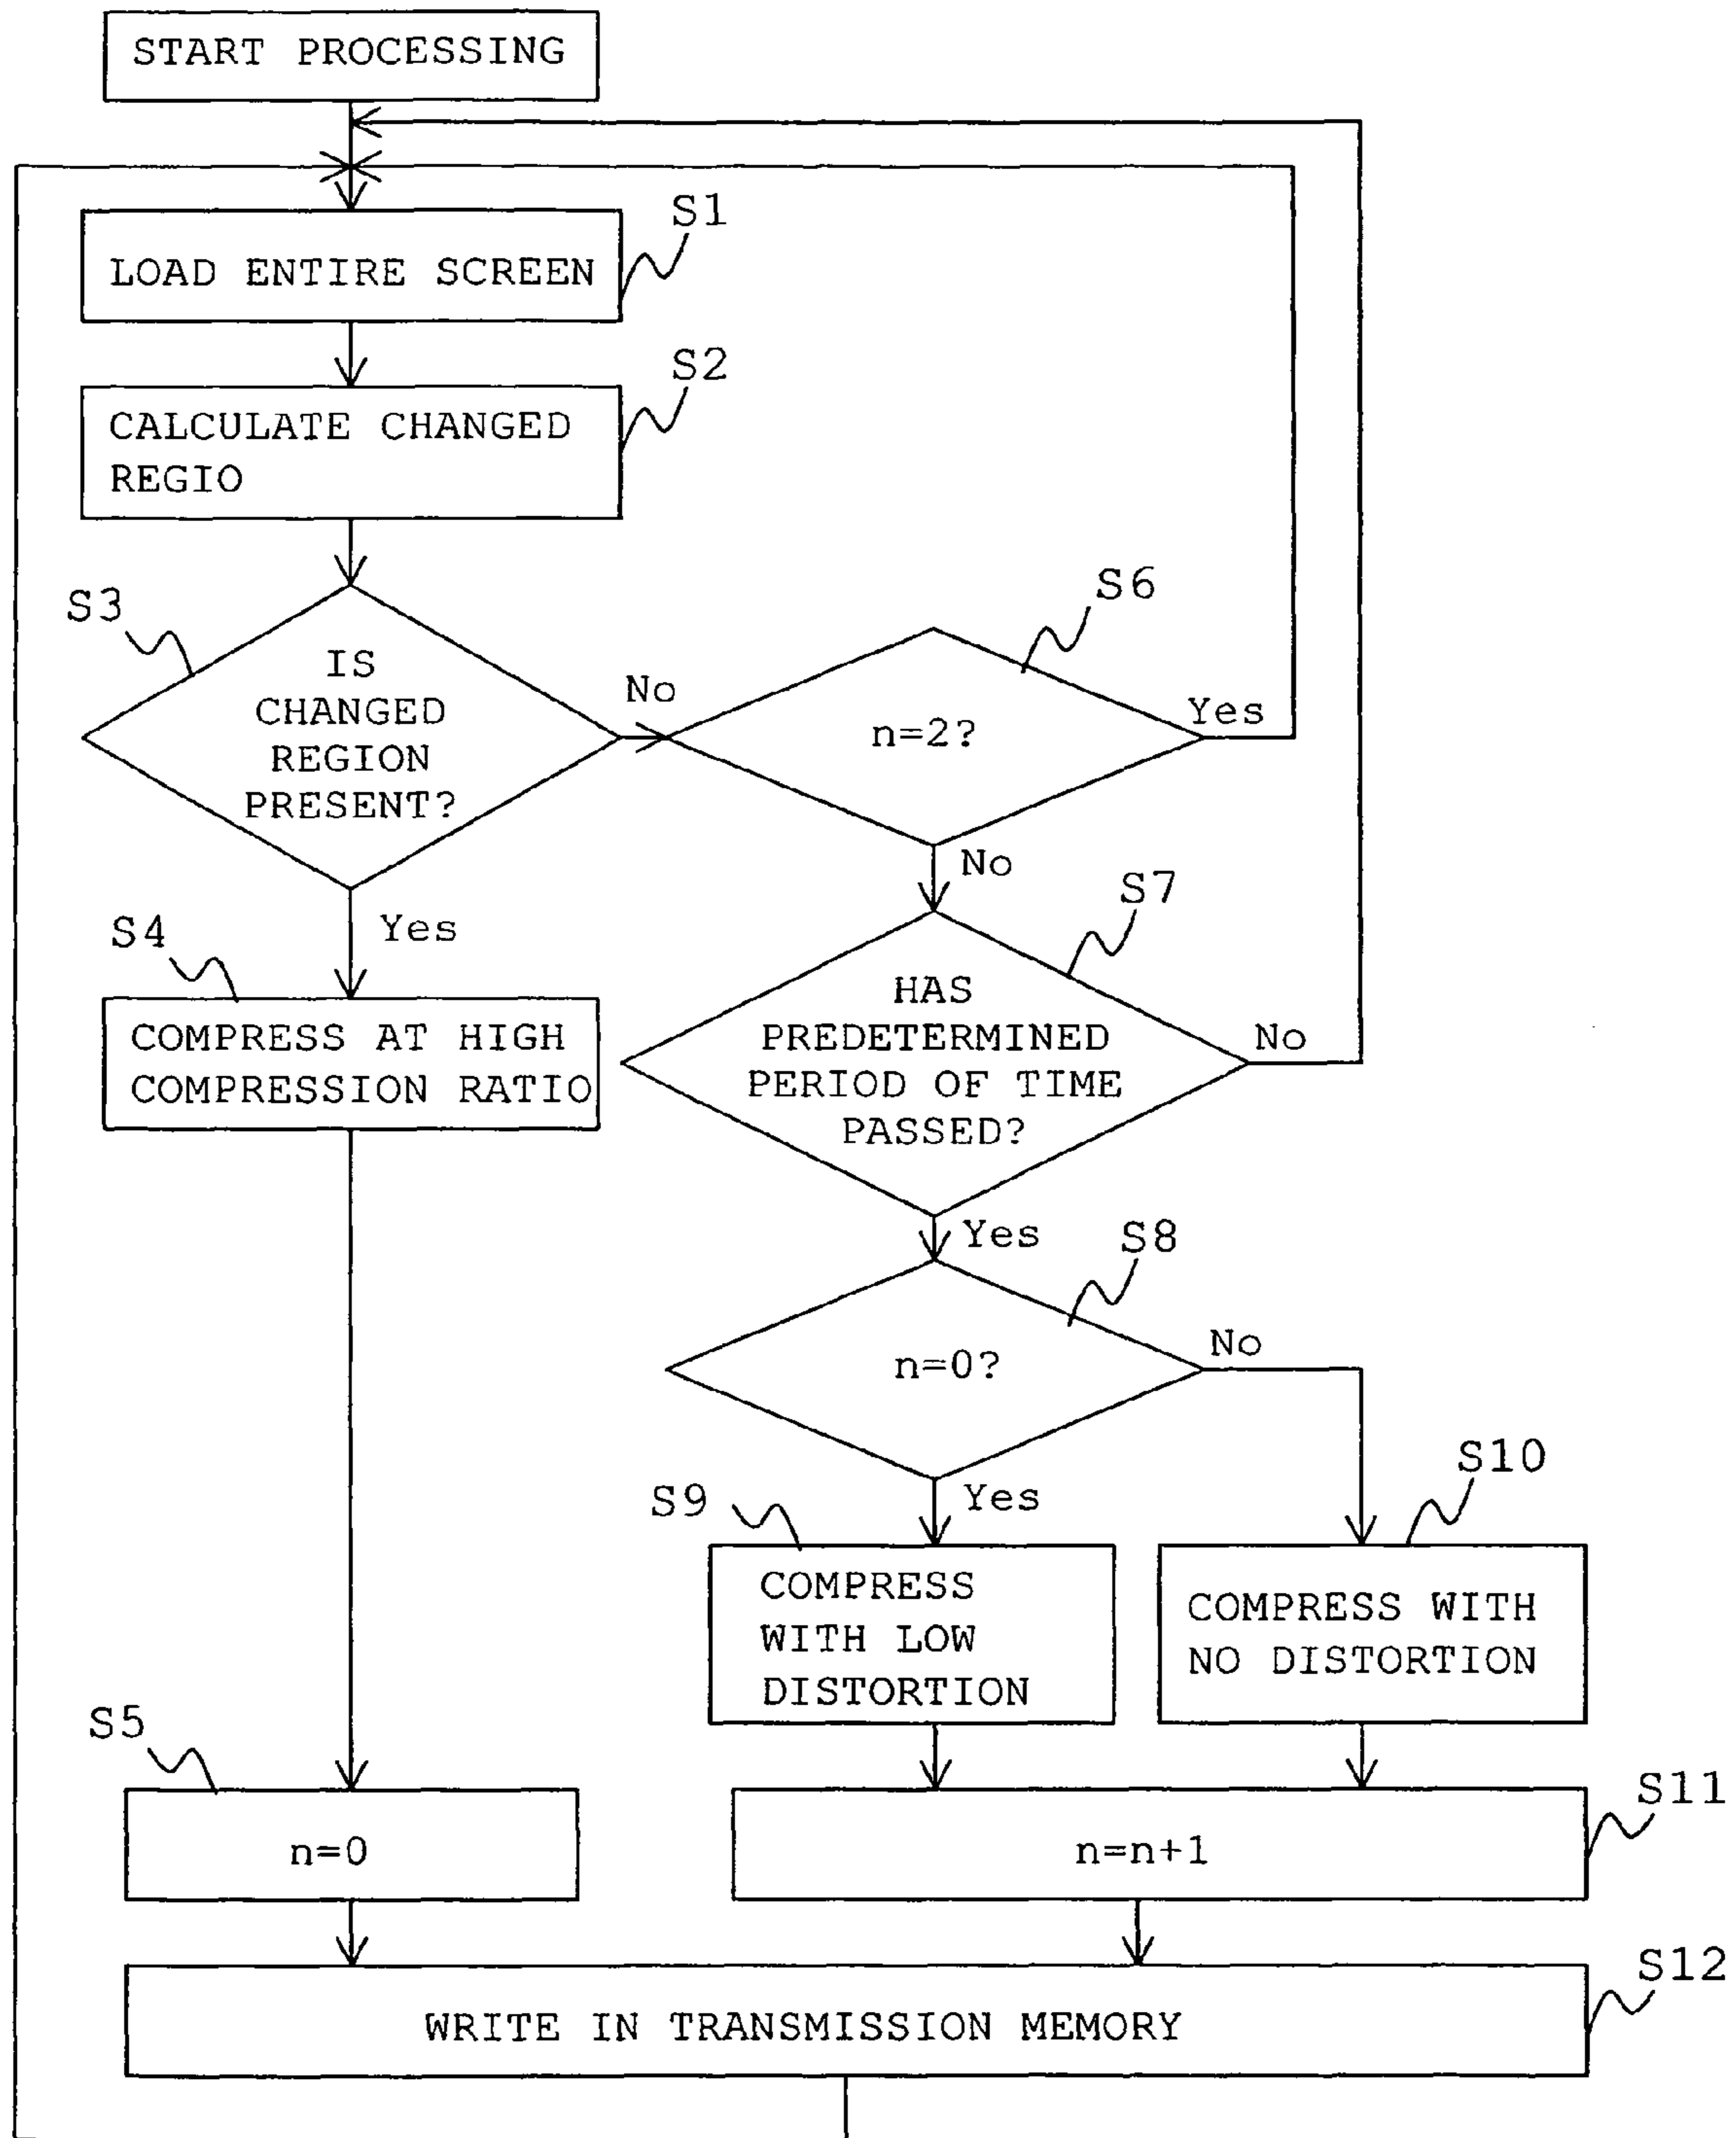 START PROCESSING
S1
LOAD ENTIRE SCREEN
S2
CALCULATE CHANGED
REGIO
S3
IS
CHANGED
REGION
PRESENT?
No
S6
n=2?
Yes
No
S7
HAS
PREDETERMINED
PERIOD OF TIME
PASSED?
No
Yes
S4
COMPRESS AT HIGH
COMPRESSION RATIO
Yes
S8
n=0?
No
Yes
S9
COMPRESS
WITH LOW
DISTORTION
S10
COMPRESS WITH
NO DISTORTION
S5
n=0
S11
n=n+1
S12
WRITE IN TRANSMISSION MEMORY